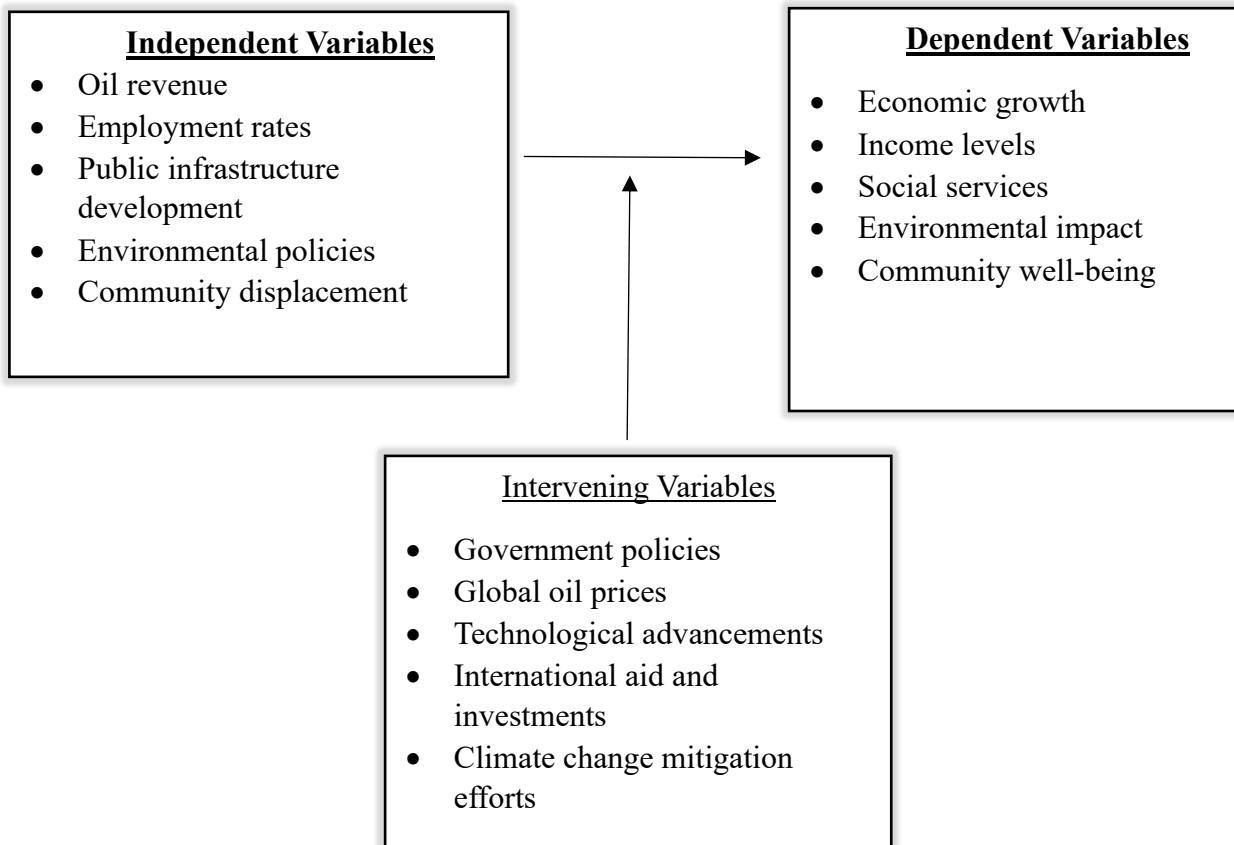 Independent Variables
• Oil revenue
• Employment rates
• Public infrastructure
development
• Environmental policies
• Community displacement
Dependent Variables
• Economic growth
• Income levels
• Social services
• Environmental impact
• Community well-being
Intervening Variables
• Government policies
• Global oil prices
• Technological advancements
• International aid and
investments
• Climate change mitigation
efforts